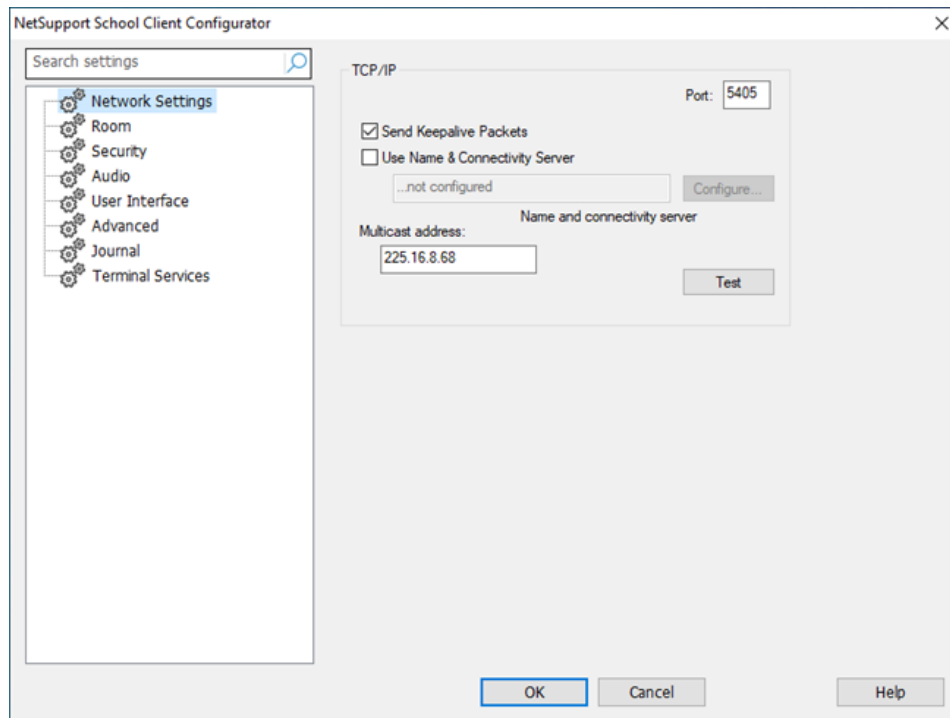 NetSupport School Client Configurator
Search settings
Network Settings
Room
Security
Audio
User Interface
Advanced
Journal
Terminal Services
TCP/IP
Port: 5405
Send Keepalive Packets
Use Name & Connectivity Server
...not configured
Configure...
Name and connectivity server
Multicast address:
225.16.8.68
Test
OK
Cancel
Help